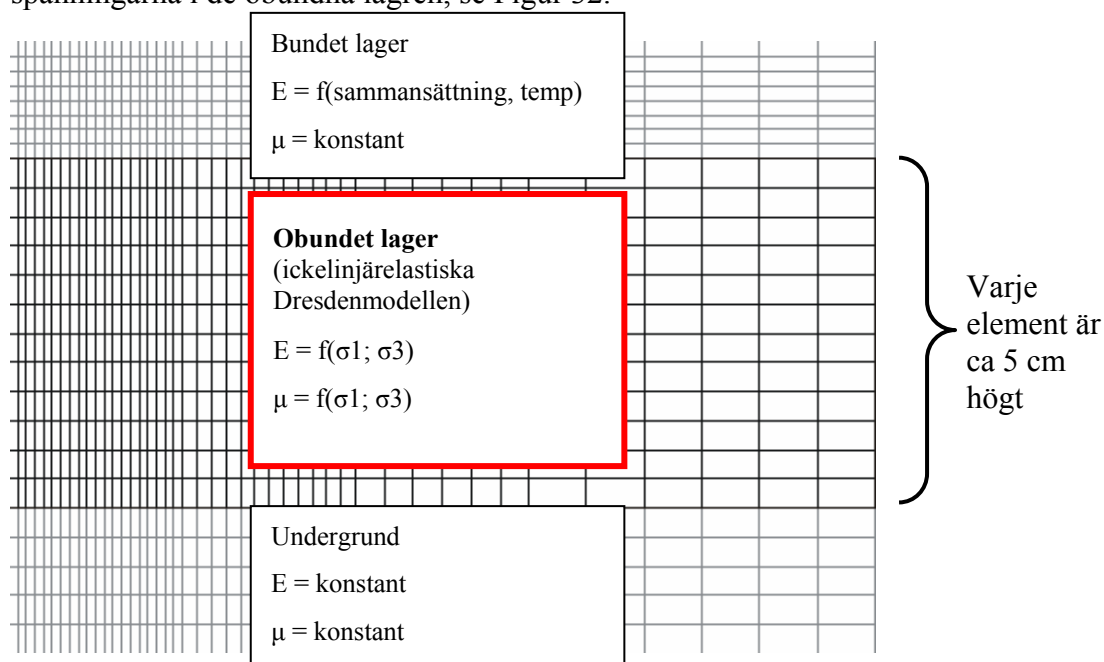 spänningarna i de obundna lagren, se Figur 32.
Bundet lager
E = f(sammansättning, temp)
μ = konstant
Obundet lager
(ickelinjärelastiska
Dresdenmodellen)
E = f(σ1; σ3)
μ = f(σ1; σ3)
Varje
element är
ca 5 cm
högt
Undergrund
E = konstant
μ = konstant